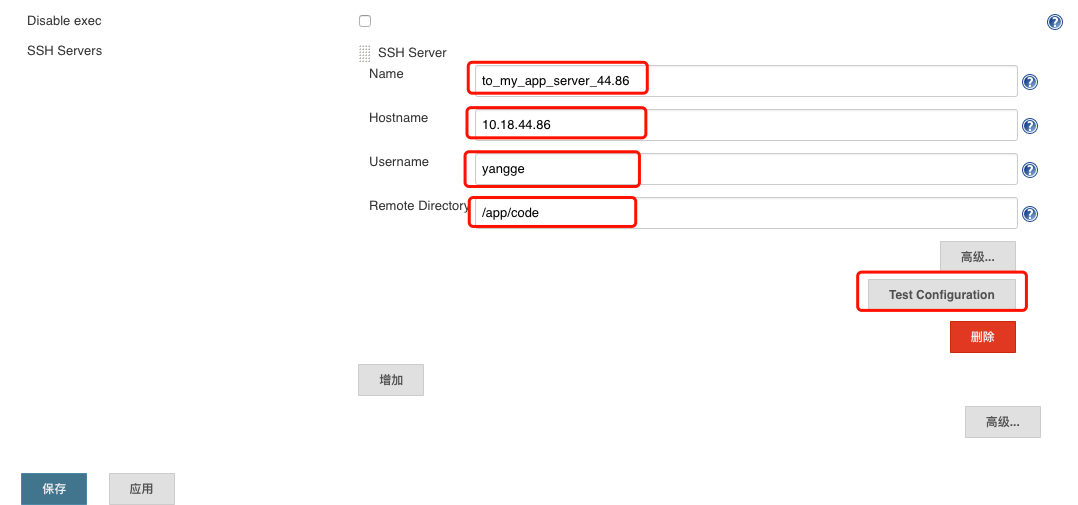 Disable exec
SSH Servers
SSH Server
Name
to_my_app_server_44.86
Hostname
10.18.44.86
Username
yangge
Remote Directory
/app/code
高级...
Test Configuration
删除
增加
高级...
保存
应用